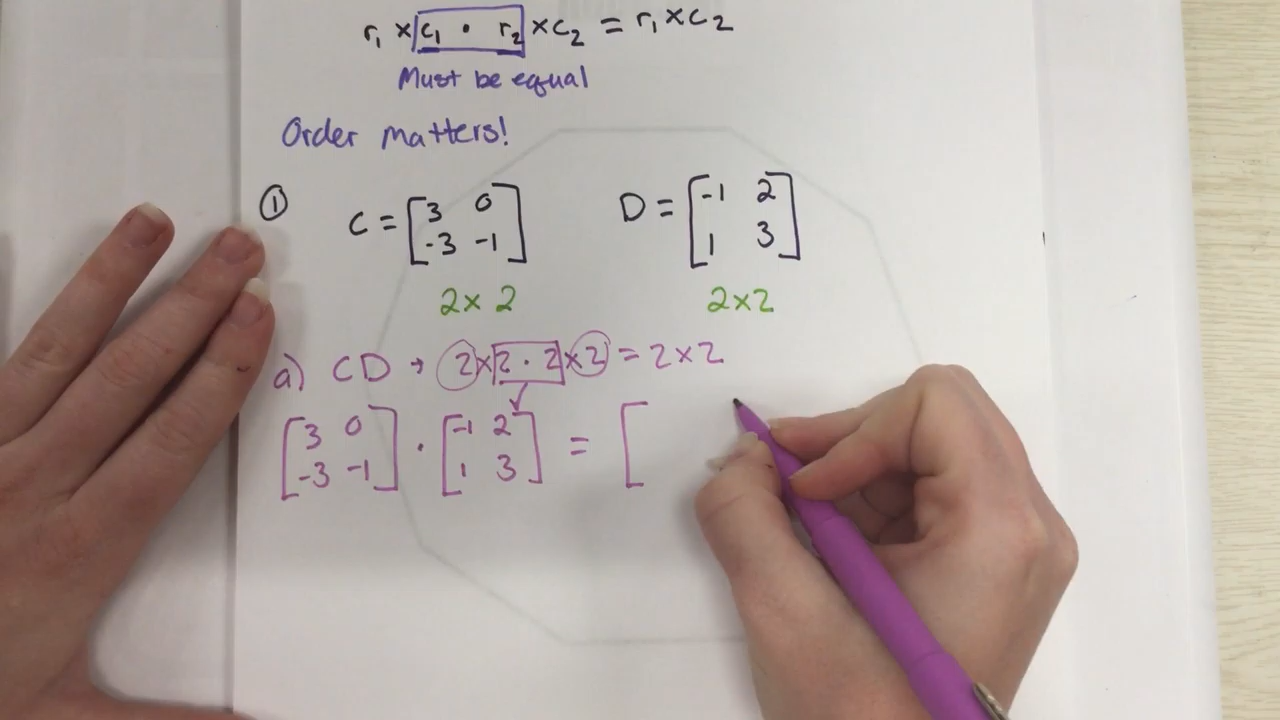 r₁ × c₁ · r₂ × c₂ = r₁ × c₂
Must be equal
Order matters!
① C = [3 0 D = [-1 2
-3 -1] 1 3]
2×2 2×2
a) CD → 2×2·2×2 = 2×2
[3 0 · [-1 2 = [
-3 -1] 1 3]